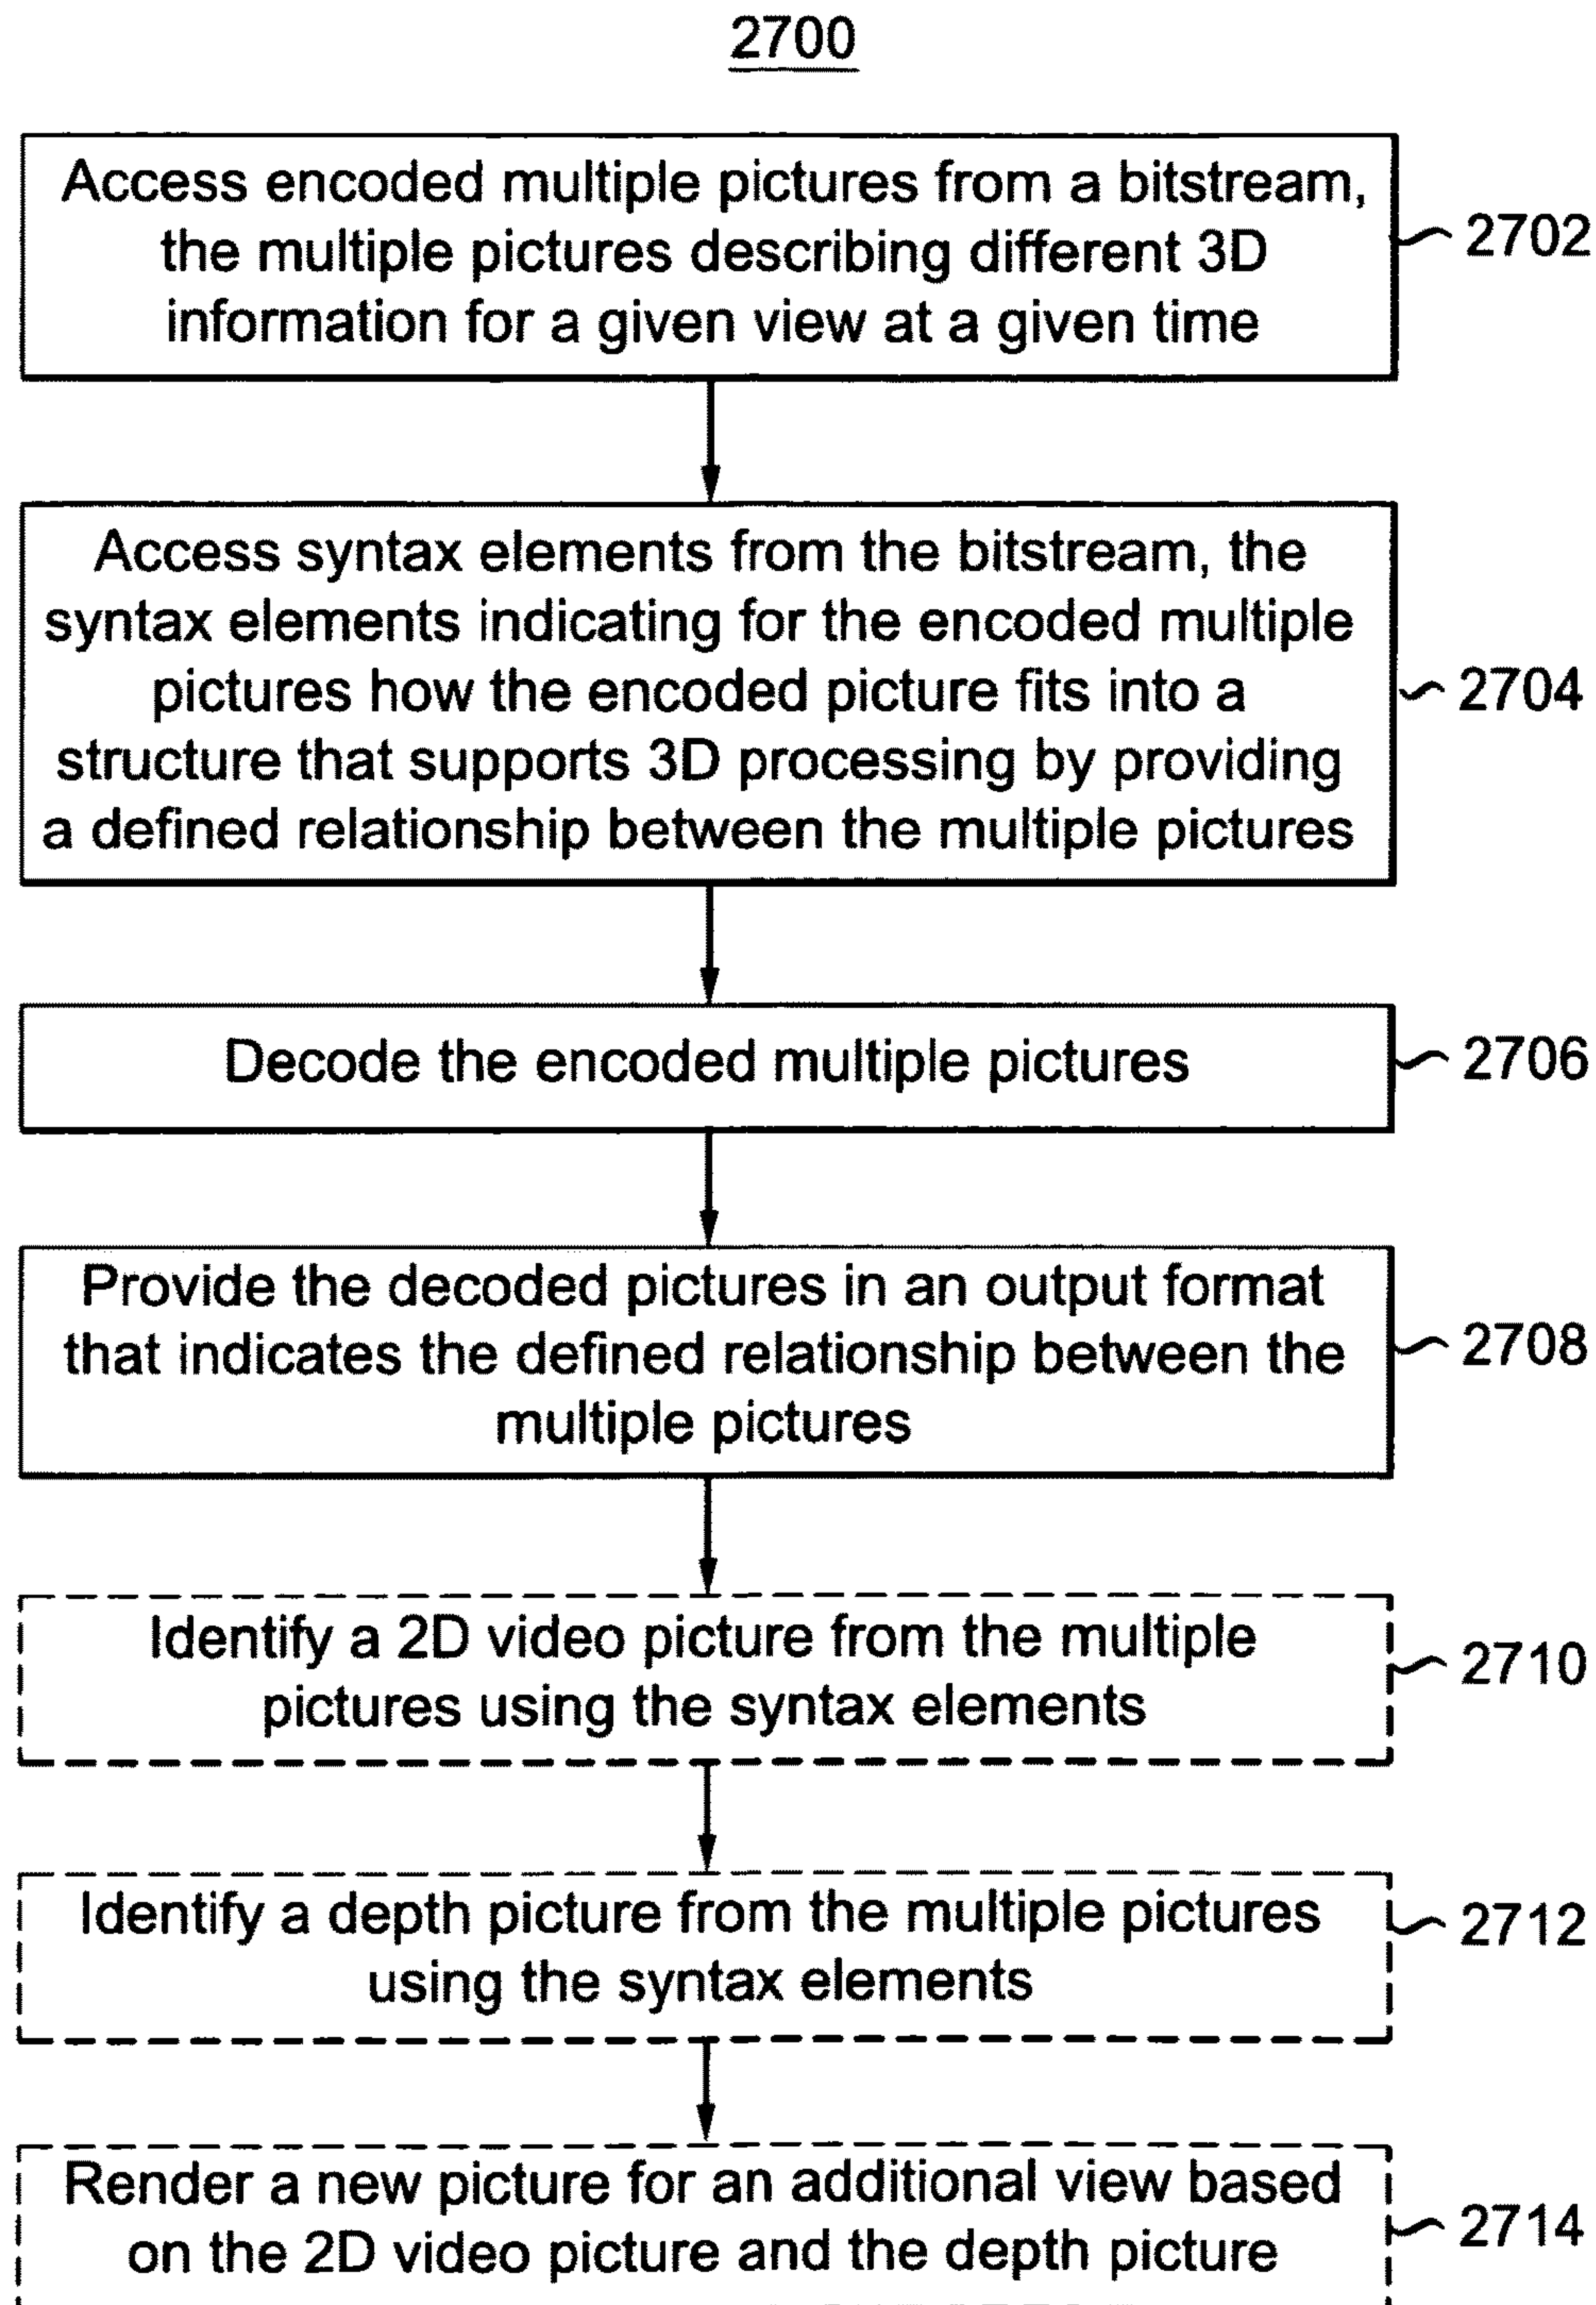 2700
Access encoded multiple pictures from a bitstream,
the multiple pictures describing different 3D
information for a given view at a given time
2702
Access syntax elements from the bitstream, the
syntax elements indicating for the encoded multiple
pictures how the encoded picture fits into a
structure that supports 3D processing by providing
a defined relationship between the multiple pictures
2704
Decode the encoded multiple pictures
2706
Provide the decoded pictures in an output format
that indicates the defined relationship between the
multiple pictures
2708
Identify a 2D video picture from the multiple
pictures using the syntax elements
2710
Identify a depth picture from the multiple pictures
using the syntax elements
2712
Render a new picture for an additional view based
on the 2D video picture and the depth picture
2714